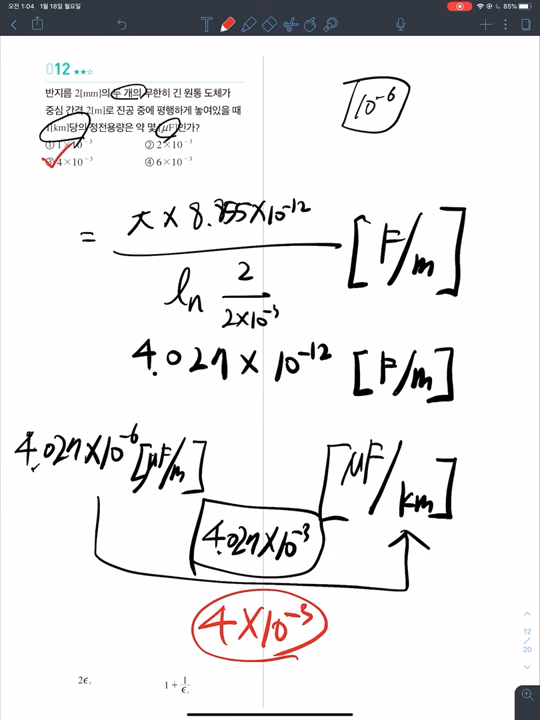 오전 1:04 1월 18일 월요일
85%
012 ★★☆
반지름 2[mm]의 두 개의 무한히 긴 원통 도체가
중심 간격 2[m]로 진공 중에 평행하게 놓여있을 때
1[km]당의 정전용량은 약 몇 [μF]인가?
① 1×10⁻³ ② 2×10⁻³
③ 4×10⁻³ ④ 6×10⁻³
10⁻⁶
π × 8.855×10⁻¹²
= [F/m]
ln 2
2×10⁻³
4.027 × 10⁻¹² [F/m]
4.027×10⁻⁶ [μF/m] [μF/km]
4.027×10⁻³
4×10⁻³
12
20
2ϵ. 1 + 1/ϵ.